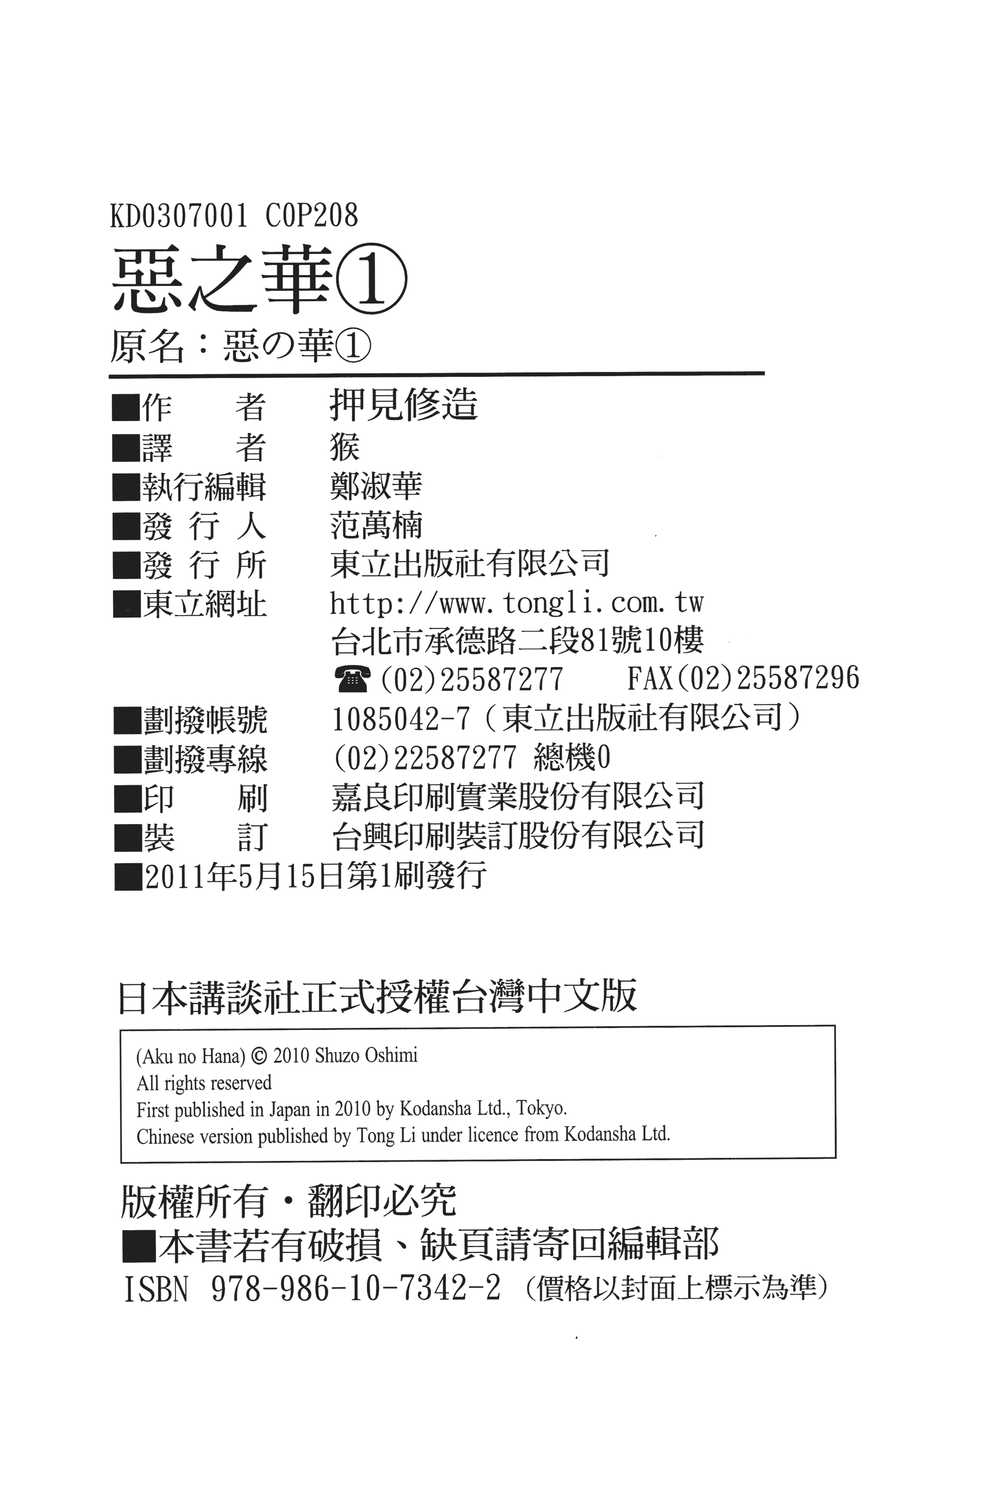 KD0307001 COP208
惡之華①
原名：惡の華①
■作　　者　押見修造
■譯　　者　猴
■執行編輯　鄭淑華
■發 行 人　范萬楠
■發 行 所　東立出版社有限公司
■東立網址　http://www.tongli.com.tw
台北市承德路二段81號10樓
☎(02)25587277　FAX(02)25587296
■劃撥帳號　1085042-7（東立出版社有限公司）
■劃撥專線　(02)22587277 總機0
■印　　刷　嘉良印刷實業股份有限公司
■裝　　訂　台興印刷裝訂股份有限公司
■2011年5月15日第1刷發行
日本講談社正式授權台灣中文版
(Aku no Hana) © 2010 Shuzo Oshimi
All rights reserved
First published in Japan in 2010 by Kodansha Ltd., Tokyo.
Chinese version published by Tong Li under licence from Kodansha Ltd.
版權所有・翻印必究
■本書若有破損、缺頁請寄回編輯部
ISBN 978-986-10-7342-2（價格以封面上標示為準）